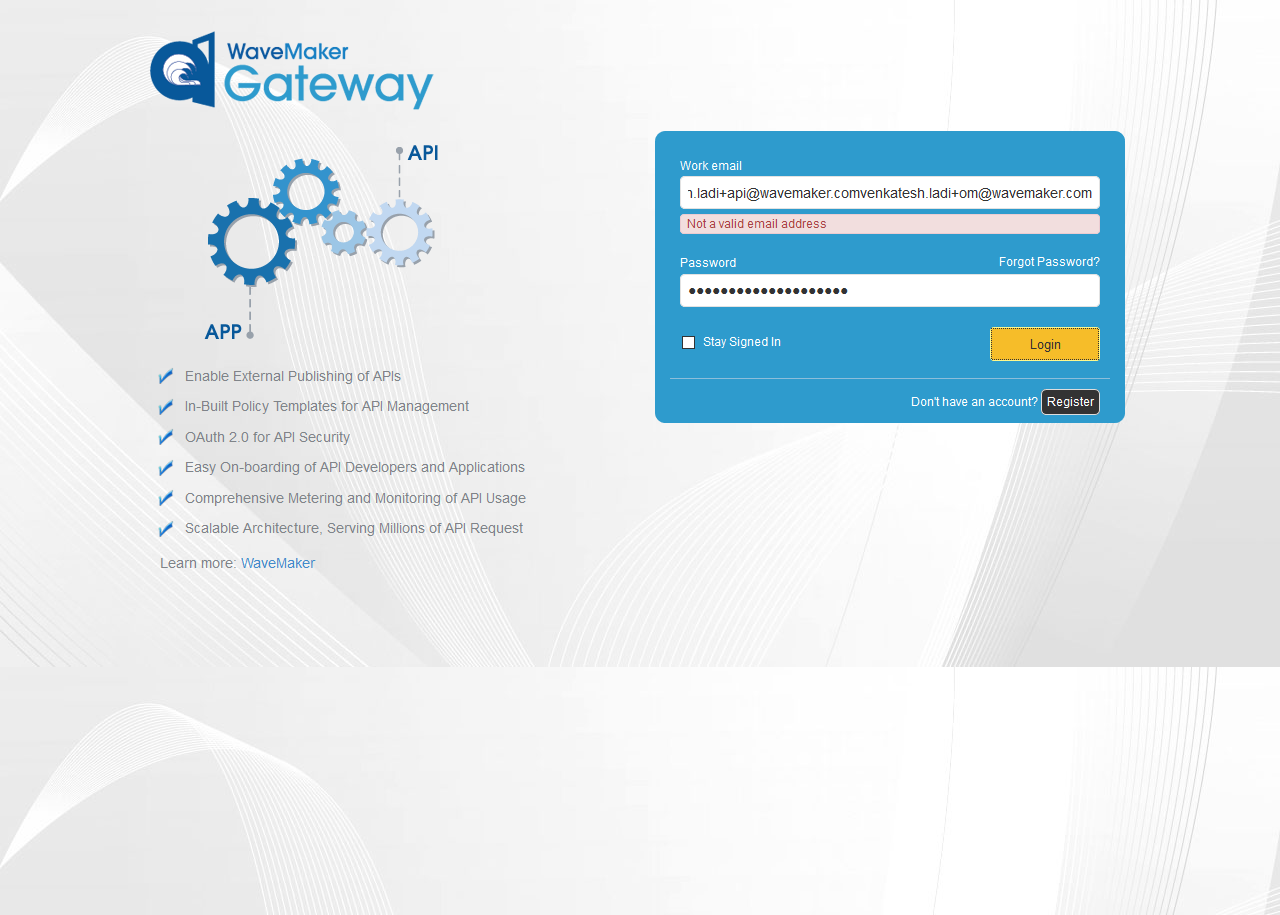 WaveMaker
Gateway
API
APP
Enable External Publishing of APIs
In-Built Policy Templates for API Management
OAuth 2.0 for API Security
Easy On-boarding of API Developers and Applications
Comprehensive Metering and Monitoring of API Usage
Scalable Architecture, Serving Millions of API Request
Learn more: WaveMaker
Work email
.ladi+api@wavemaker.comvenkatesh.ladi+om@wavemaker.com
Not a valid email address
Password Forgot Password?
●●●●●●●●●●●●●●●●●●●●
Stay Signed In Login
Don't have an account? Register